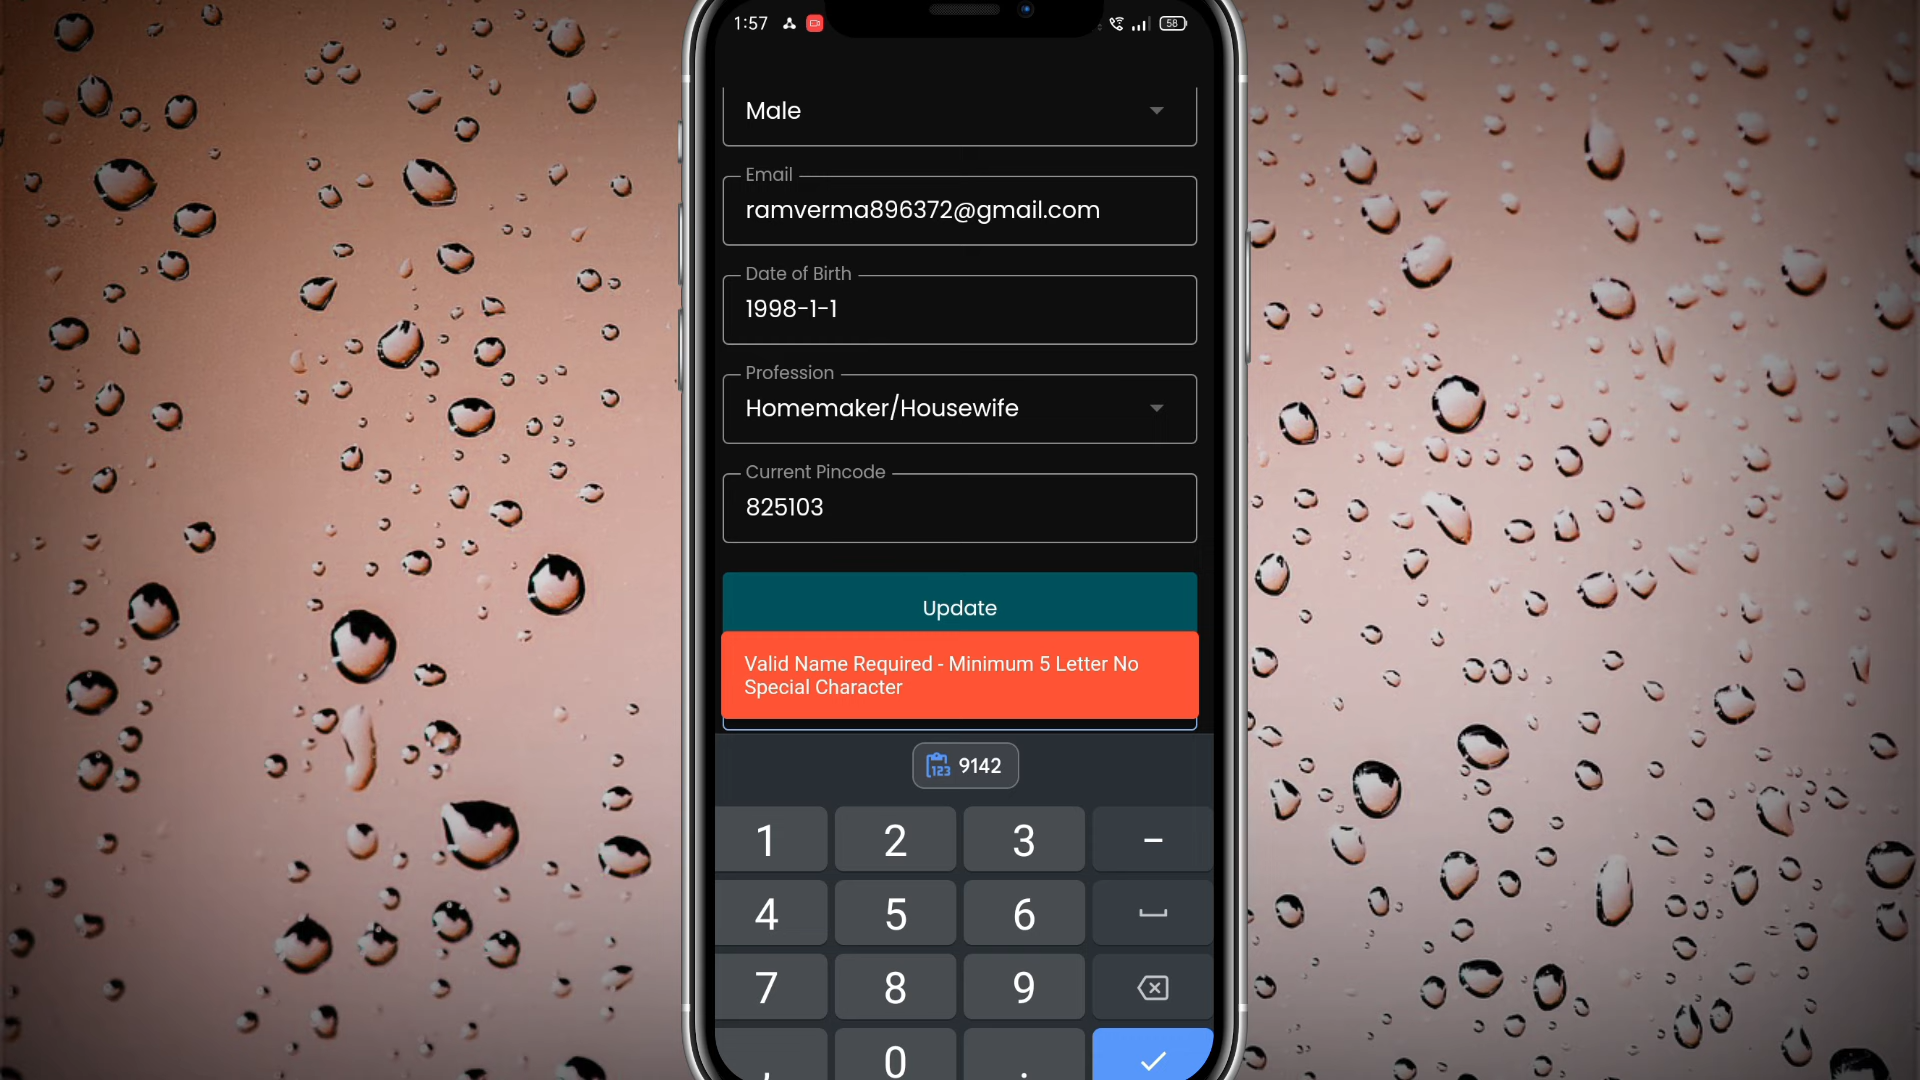 1:57
58
Male
Email
ramverma896372@gmail.com
Date of Birth
1998-1-1
Profession
Homemaker/Housewife
Current Pincode
825103
Update
Valid Name Required - Minimum 5 Letter No
Special Character
123 9142
1 2 3 -
4 5 6
7 8 9
, 0 .